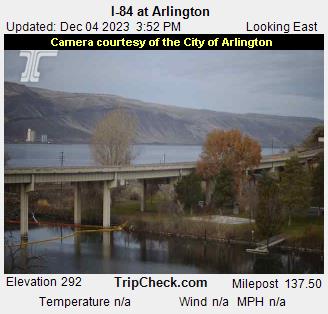 I-84 at Arlington
Updated: Dec 04 2023 3:52 PM Looking East
Camera courtesy of the City of Arlington
Elevation 292 TripCheck.com Milepost 137.50
Temperature n/a Wind n/a MPH n/a